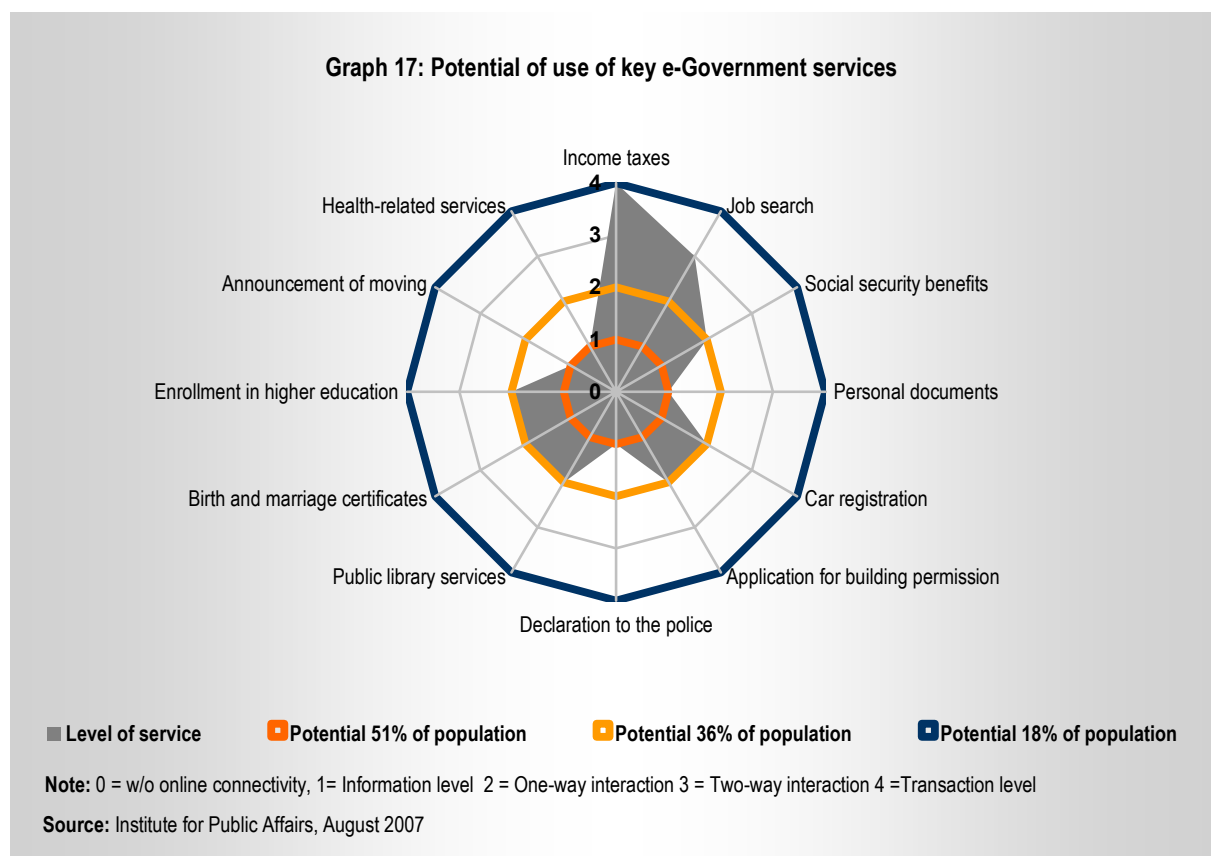 Graph 17: Potential of use of key e-Government services
Income taxes
4
Health-related services
Job search
3
Announcement of moving
2
Social security benefits
1
Enrollment in higher education
0
Personal documents
Birth and marriage certificates
Car registration
Public library services
Application for building permission
Declaration to the police
Level of service
Potential 51% of population
Potential 36% of population
Potential 18% of population
Note: 0 = w/o online connectivity, 1= Information level 2 = One-way interaction 3 = Two-way interaction 4 =Transaction level
Source: Institute for Public Affairs, August 2007